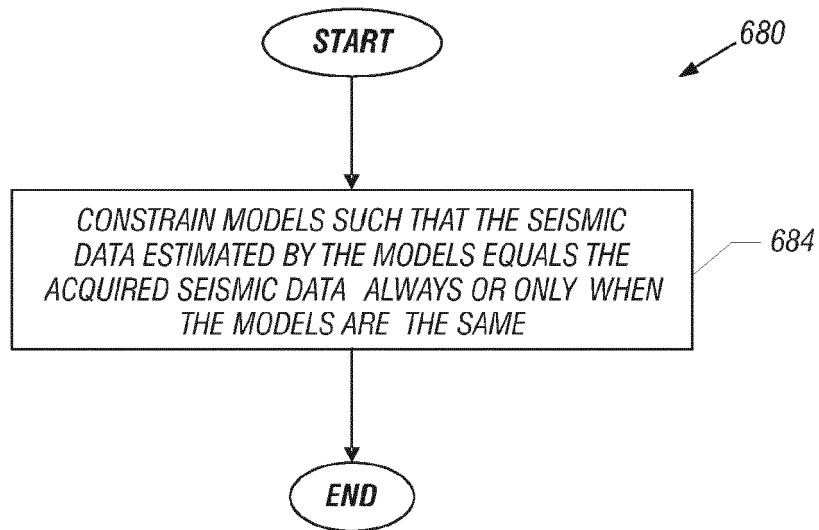 START
680
CONSTRAIN MODELS SUCH THAT THE SEISMIC
DATA ESTIMATED BY THE MODELS EQUALS THE
ACQUIRED SEISMIC DATA ALWAYS OR ONLY WHEN
THE MODELS ARE THE SAME
684
END